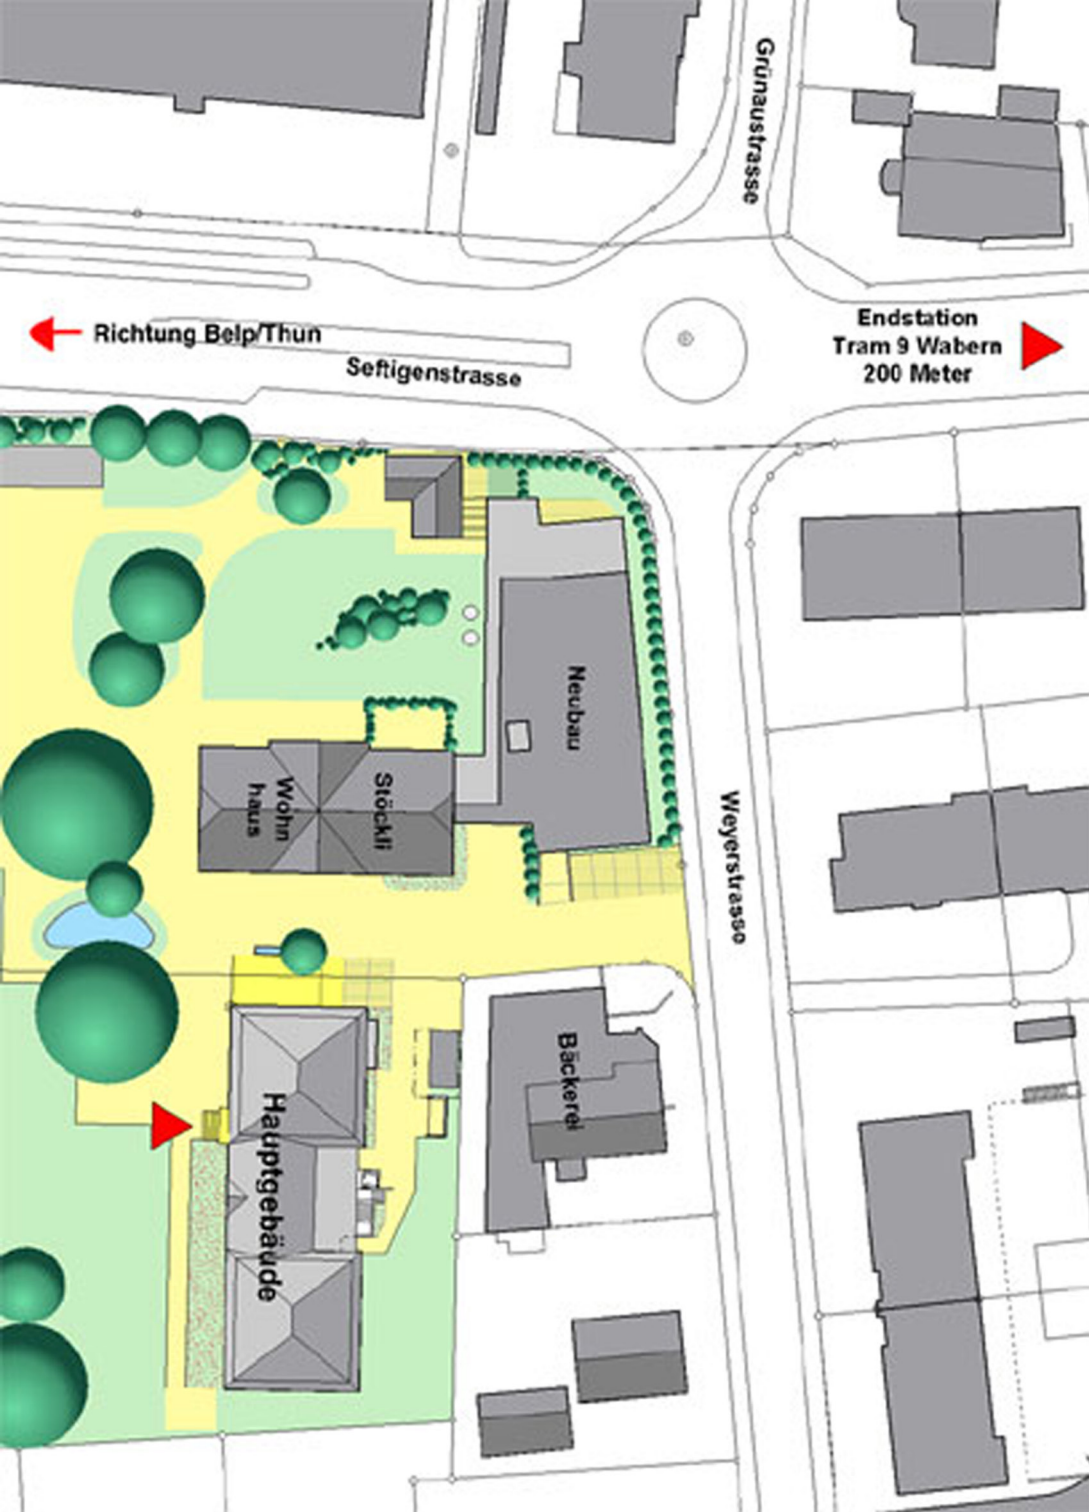 Grünaustrasse
Richtung Belp/Thun
Seftigenstrasse
Endstation
Tram 9 Wabern
200 Meter
Neubau
Wohn
haus
Stöckli
Weyerstrasse
Bäckerei
Hauptgebäude